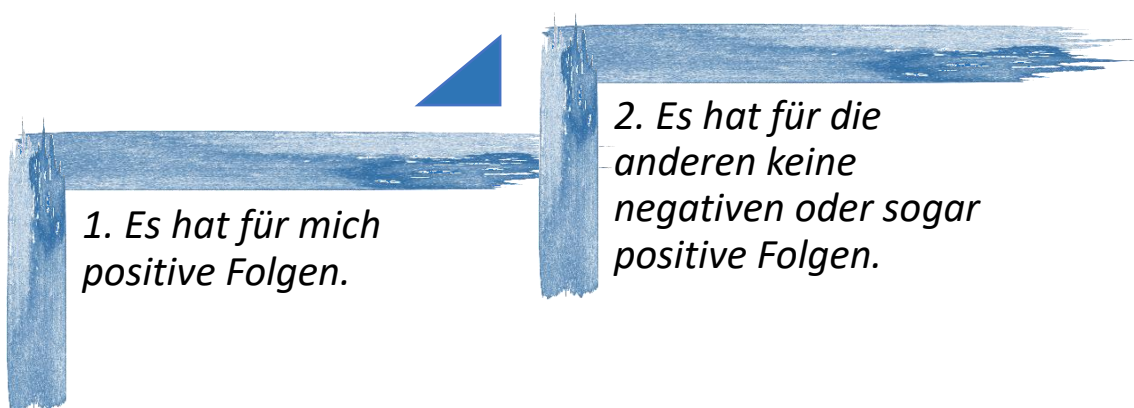 1. Es hat für mich
positive Folgen.
2. Es hat für die
anderen keine
negativen oder sogar
positive Folgen.